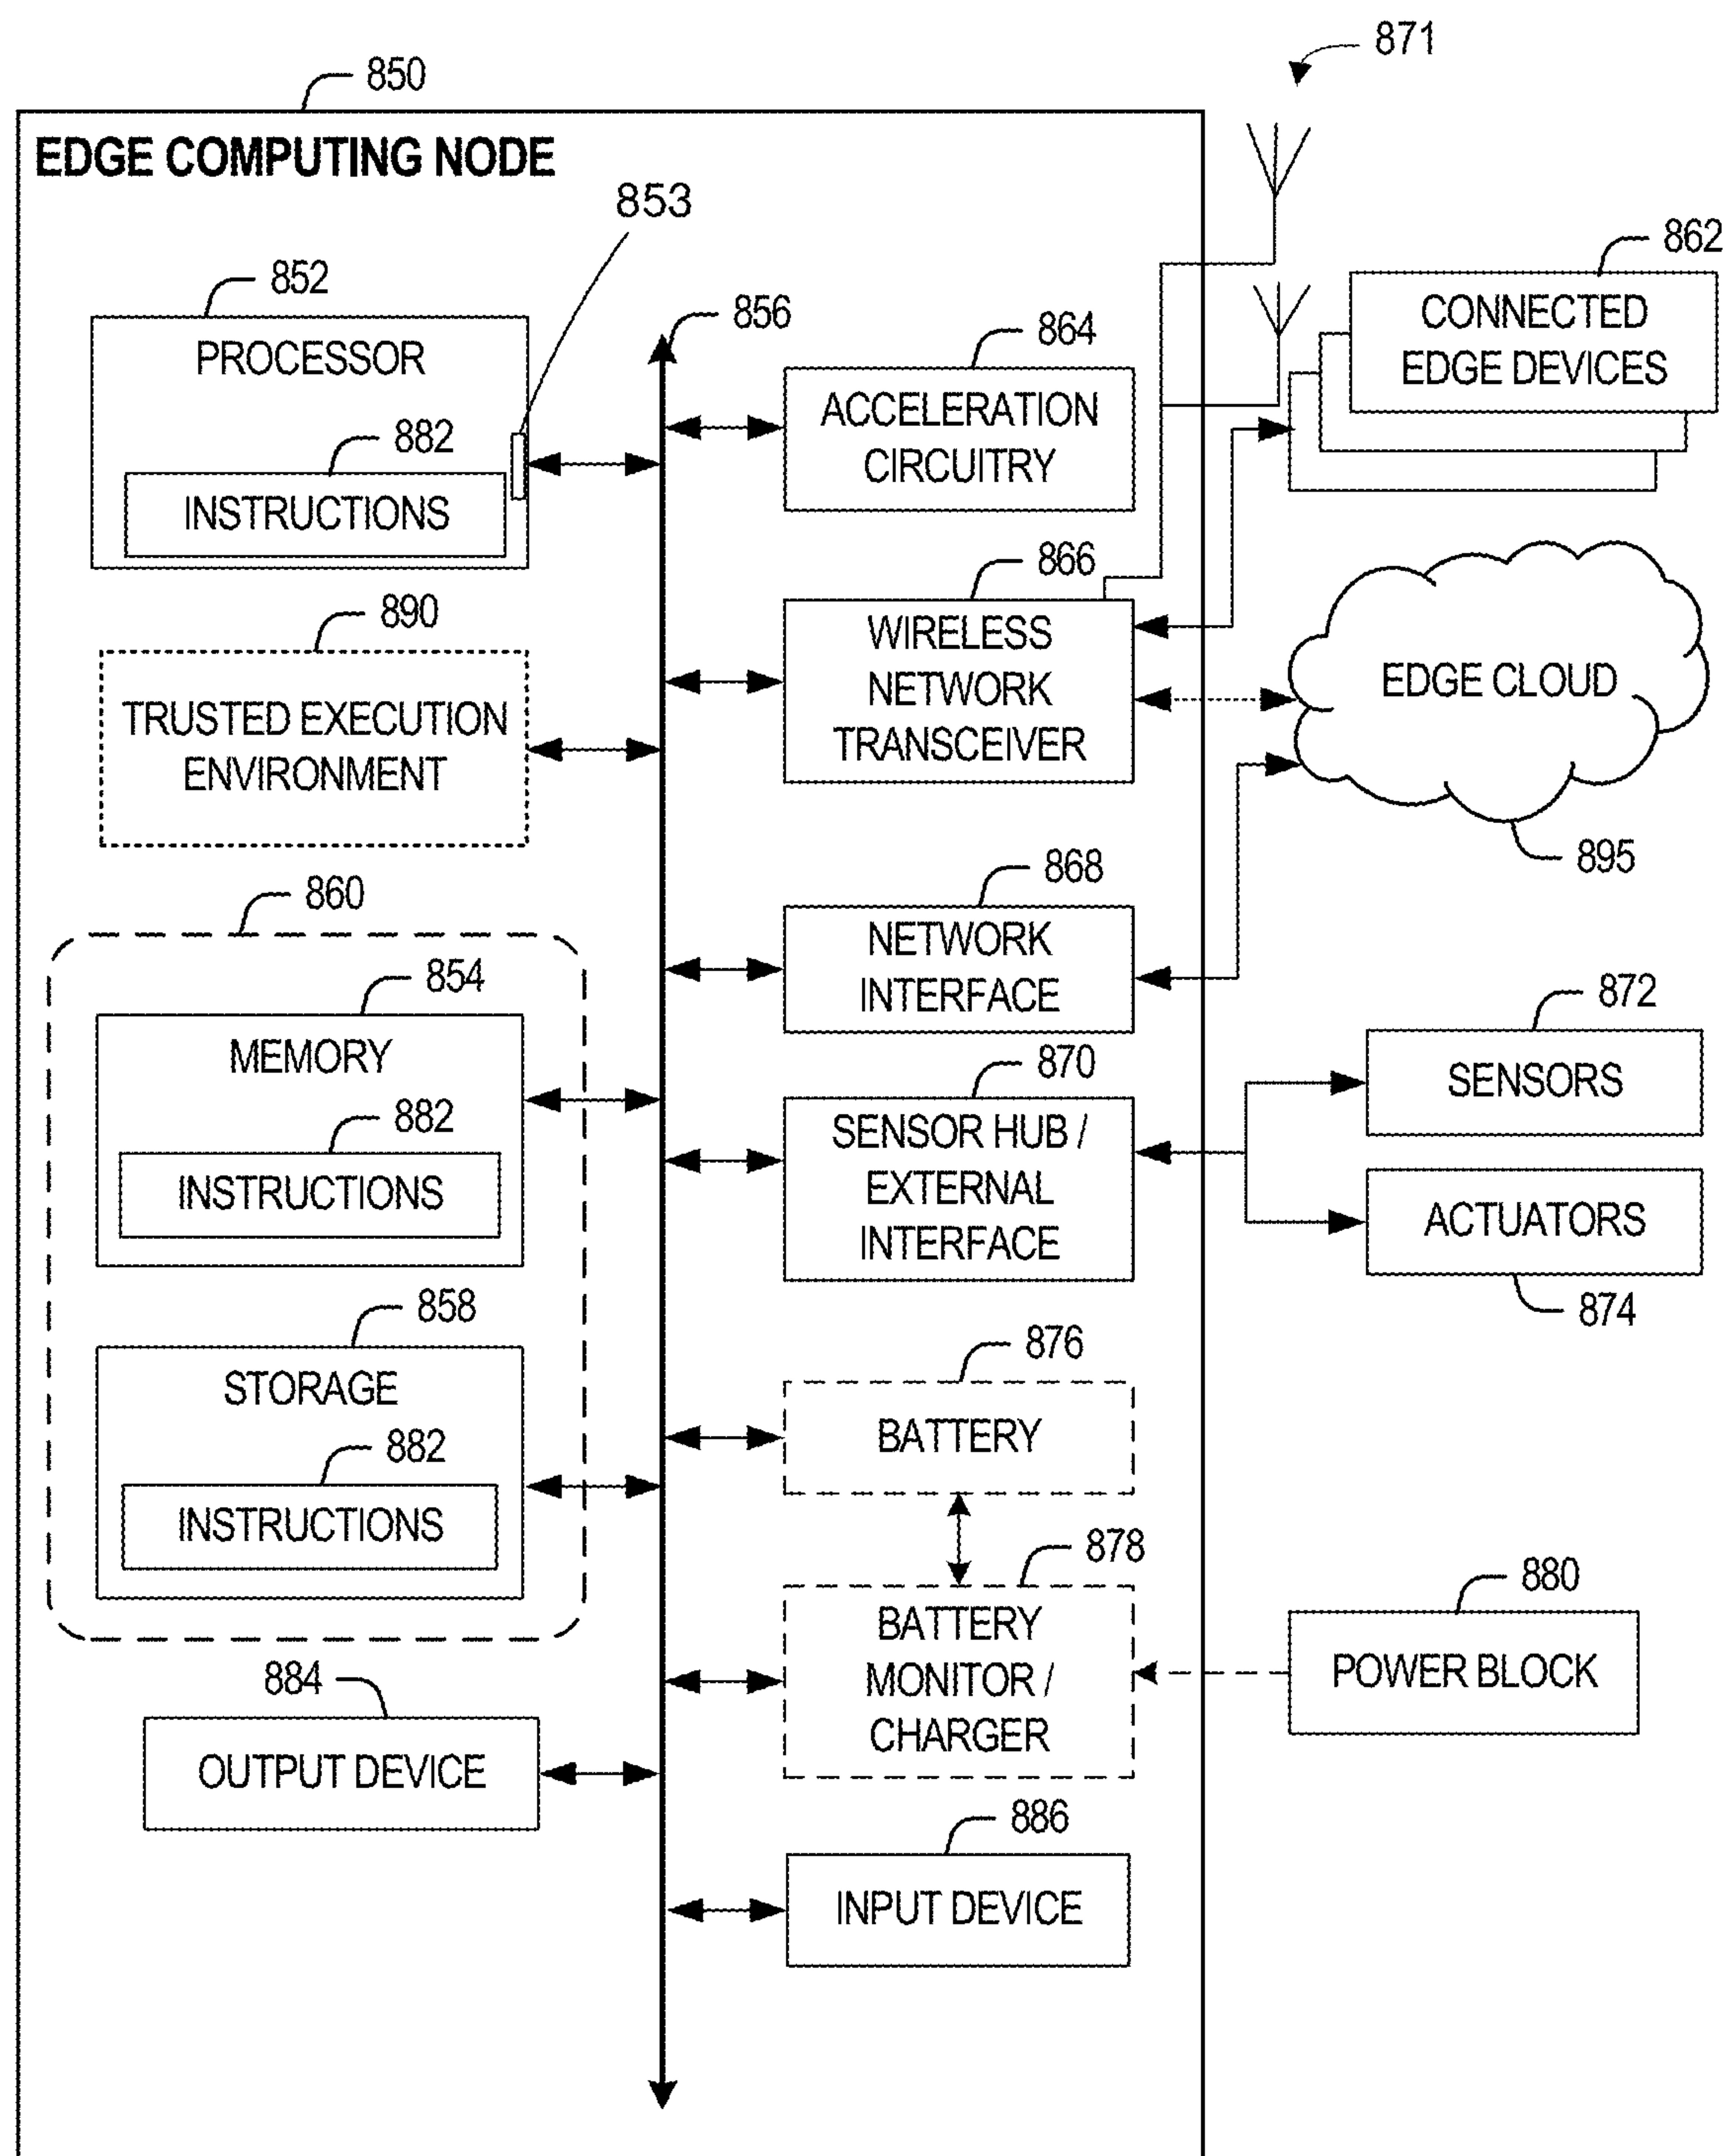 871
850
EDGE COMPUTING NODE
853
862
CONNECTED
EDGE DEVICES
852
PROCESSOR
882
INSTRUCTIONS
856
864
ACCELERATION
CIRCUITRY
866
WIRELESS
NETWORK
TRANSCEIVER
EDGE CLOUD
895
890
TRUSTED EXECUTION
ENVIRONMENT
868
NETWORK
INTERFACE
860
854
MEMORY
882
INSTRUCTIONS
870
SENSOR HUB /
EXTERNAL
INTERFACE
872
SENSORS
ACTUATORS
874
858
STORAGE
882
INSTRUCTIONS
876
BATTERY
878
BATTERY
MONITOR /
CHARGER
880
POWER BLOCK
884
OUTPUT DEVICE
886
INPUT DEVICE